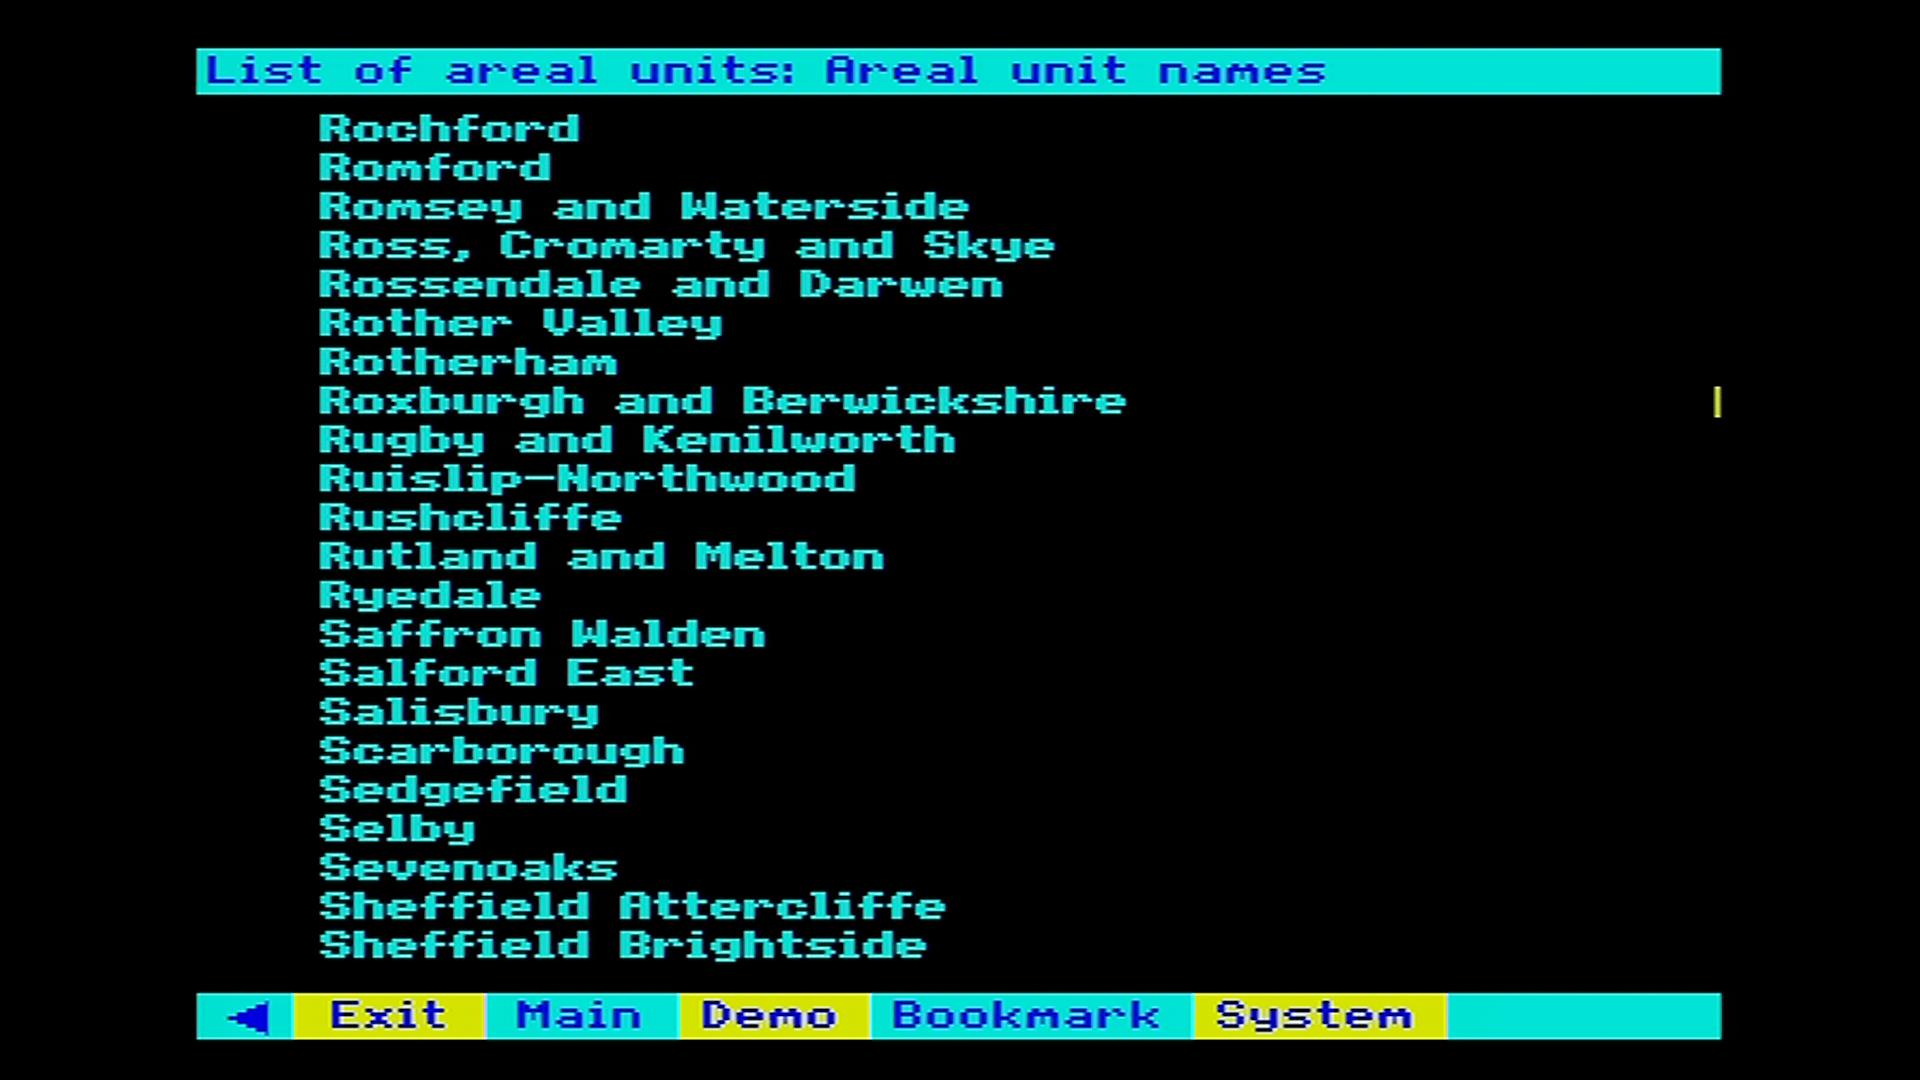 List of areal units: Areal unit names
Rochford
Romford
Romsey and Waterside
Ross, Cromarty and Skye
Rossendale and Darwen
Rother Valley
Rotherham
Roxburgh and Berwickshire
Rugby and Kenilworth
Ruislip-Northwood
Rushcliffe
Rutland and Melton
Ryedale
Saffron Walden
Salford East
Salisbury
Scarborough
Sedgefield
Selby
Sevenoaks
Sheffield Attercliffe
Sheffield Brightside
Exit Main Demo Bookmark System